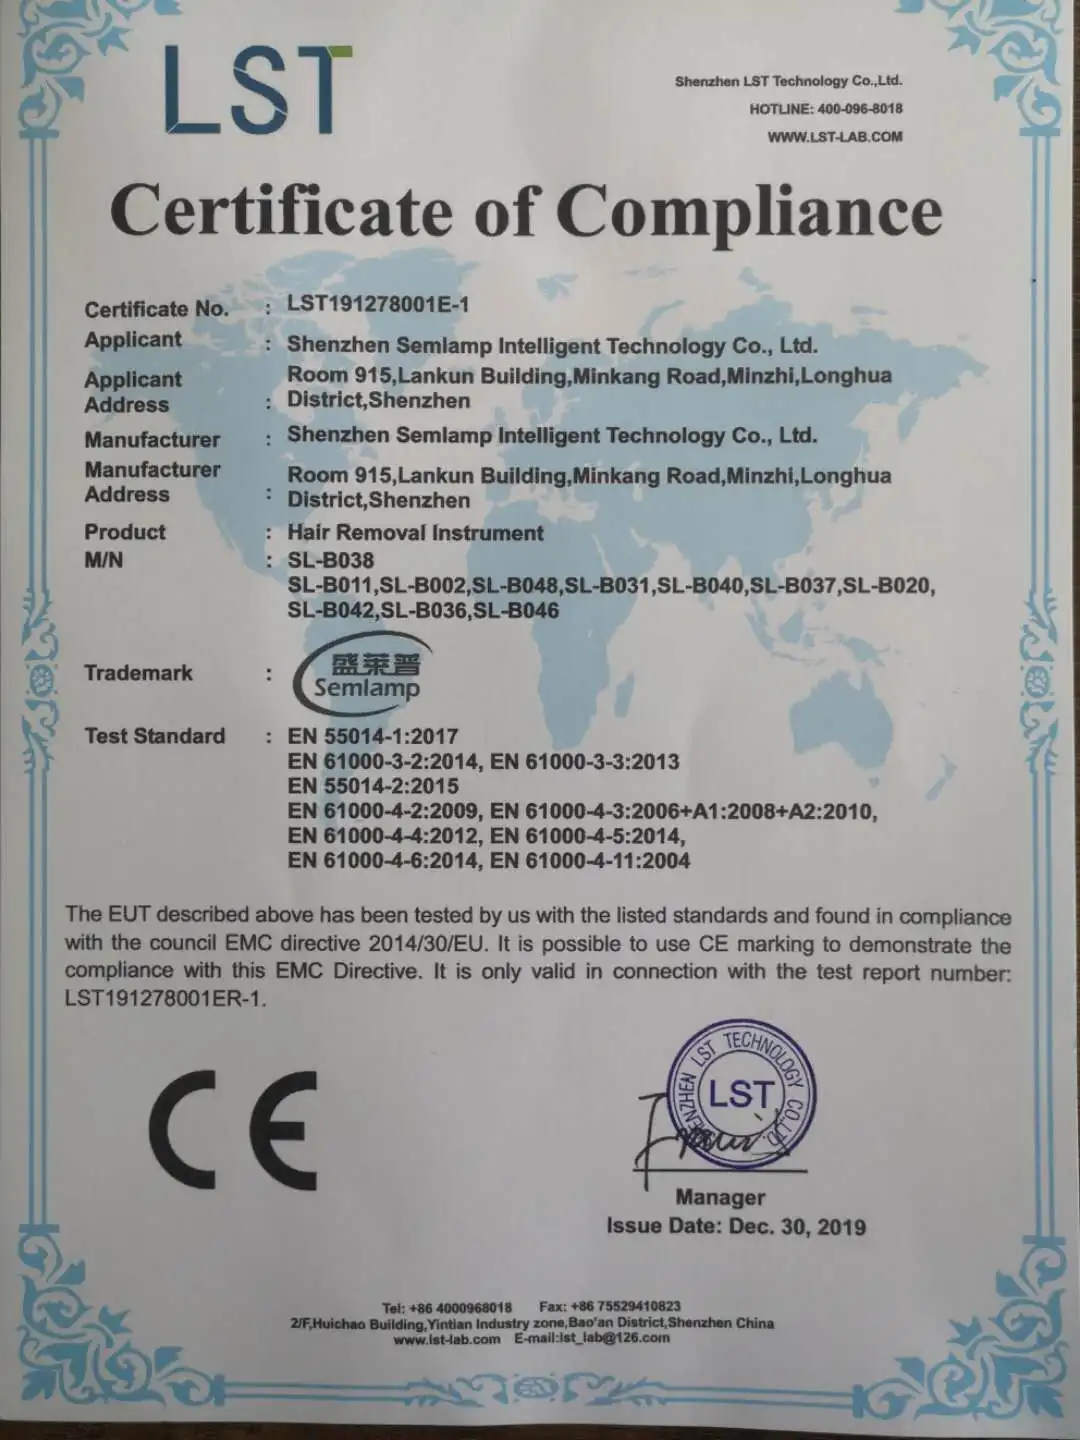 LST
Shenzhen LST Technology Co.,Ltd.
HOTLINE: 400-096-8018
WWW.LST-LAB.COM
Certificate of Compliance
Certificate No. : LST191278001E-1
Applicant : Shenzhen Semlamp Intelligent Technology Co., Ltd.
Applicant Address : Room 915,Lankun Building,Minkang Road,Minzhi,Longhua
District,Shenzhen
Manufacturer : Shenzhen Semlamp Intelligent Technology Co., Ltd.
Manufacturer Address : Room 915,Lankun Building,Minkang Road,Minzhi,Longhua
District,Shenzhen
Product : Hair Removal Instrument
M/N : SL-B038
SL-B011,SL-B002,SL-B048,SL-B031,SL-B040,SL-B037,SL-B020,
SL-B042,SL-B036,SL-B046
Trademark :
盛莱普
Semlamp
Test Standard : EN 55014-1:2017
EN 61000-3-2:2014, EN 61000-3-3:2013
EN 55014-2:2015
EN 61000-4-2:2009, EN 61000-4-3:2006+A1:2008+A2:2010,
EN 61000-4-4:2012, EN 61000-4-5:2014,
EN 61000-4-6:2014, EN 61000-4-11:2004
The EUT described above has been tested by us with the listed standards and found in compliance
with the council EMC directive 2014/30/EU. It is possible to use CE marking to demonstrate the
compliance with this EMC Directive. It is only valid in connection with the test report number:
LST191278001ER-1.
CE
SHENZHEN LST TECHNOLOGY CO.,LTD.
LST
Manager
Issue Date: Dec. 30, 2019
Tel: +86 4000968018 Fax: +86 75529410823
2/F,Huichao Building,Yintian Industry zone,Bao'an District,Shenzhen China
www.lst-lab.com E-mail:lst_lab@126.com